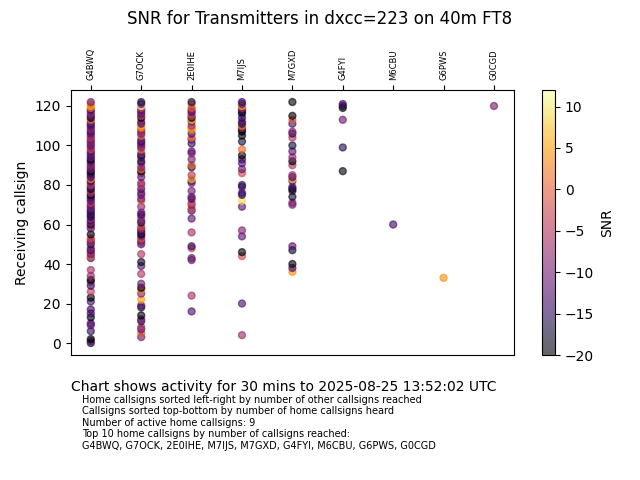 SNR for Transmitters in dxcc=223 on 40m FT8
G4BWQ G7OCK 2E0IHE M7IJS M7GXD G4FYI M6CBU G6PWS G0CGD
120
100
80
60
40
20
0
Receiving callsign
10
5
0
−5
−10
−15
−20
SNR
Chart shows activity for 30 mins to 2025-08-25 13:52:02 UTC
Home callsigns sorted left-right by number of other callsigns reached
Callsigns sorted top-bottom by number of home callsigns heard
Number of active home callsigns: 9
Top 10 home callsigns by number of callsigns reached:
G4BWQ, G7OCK, 2E0IHE, M7IJS, M7GXD, G4FYI, M6CBU, G6PWS, G0CGD